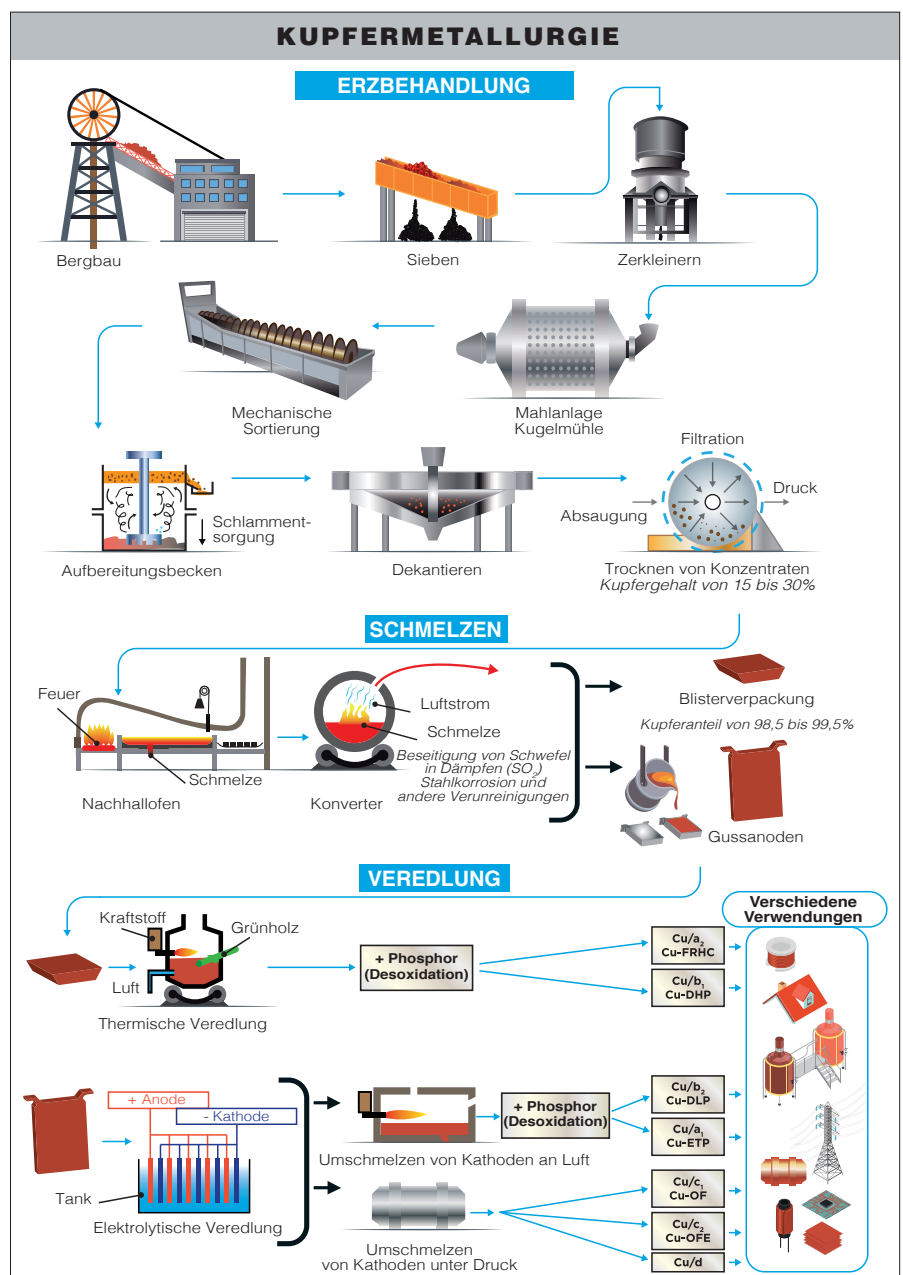 KUPFERMETALLURGIE
ERZBEHANDLUNG
Bergbau
Sieben
Zerkleinern
Mechanische
Sortierung
Mahlanlage
Kugelmühle
Filtration
Druck
Absaugung
Schlamment-
sorgung
Aufbereitungsbecken
Dekantieren
Trocknen von Konzentraten
Kupfergehalt von 15 bis 30%
SCHMELZEN
Feuer
Schmelze
Nachhallofen
Luftstrom
Schmelze
Beseitigung von Schwefel
in Dämpfen (SO₂)
Stahlkorrosion und
andere Verunreinigungen
Konverter
Blisterverpackung
Kupferanteil von 98,5 bis 99,5%
Gussanoden
VEREDLUNG
Verschiedene
Verwendungen
Kraftstoff
Grünholz
Luft
Thermische Veredlung
+ Phosphor
(Desoxidation)
Cu/a₂
Cu-FRHC
Cu/b₁
Cu-DHP
+ Anode
- Kathode
Tank
Elektrolytische Veredlung
Umschmelzen von Kathoden an Luft
+ Phosphor
(Desoxidation)
Cu/b₂
Cu-DLP
Cu/a₁
Cu-ETP
Umschmelzen
von Kathoden unter Druck
Cu/c₁
Cu-OF
Cu/c₂
Cu-OFE
Cu/d